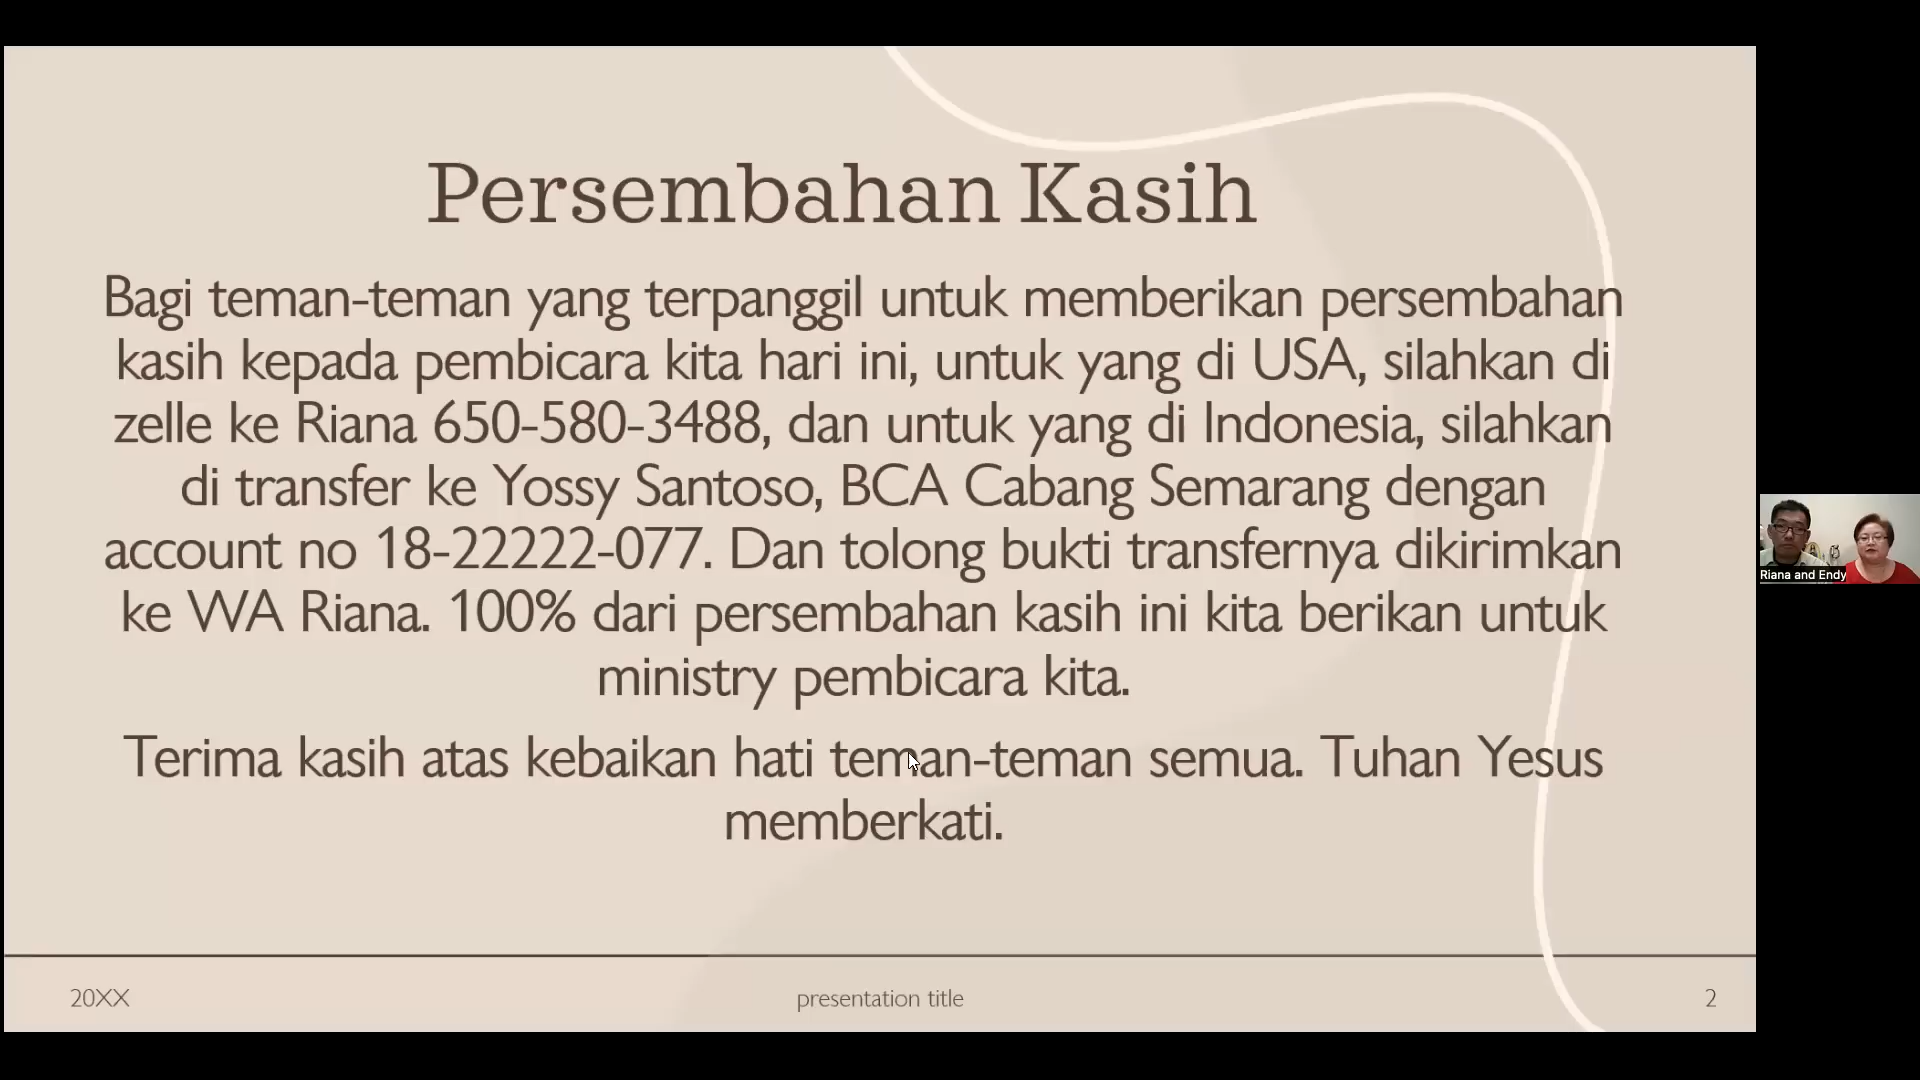 Persembahan Kasih
Bagi teman-teman yang terpanggil untuk memberikan persembahan
kasih kepada pembicara kita hari ini, untuk yang di USA, silahkan di
zelle ke Riana 650-580-3488, dan untuk yang di Indonesia, silahkan
di transfer ke Yossy Santoso, BCA Cabang Semarang dengan
account no 18-22222-077. Dan tolong bukti transfernya dikirimkan
ke WA Riana. 100% dari persembahan kasih ini kita berikan untuk
ministry pembicara kita.
Terima kasih atas kebaikan hati teman-teman semua. Tuhan Yesus
memberkati.
20XX
presentation title
2
Riana and Endy